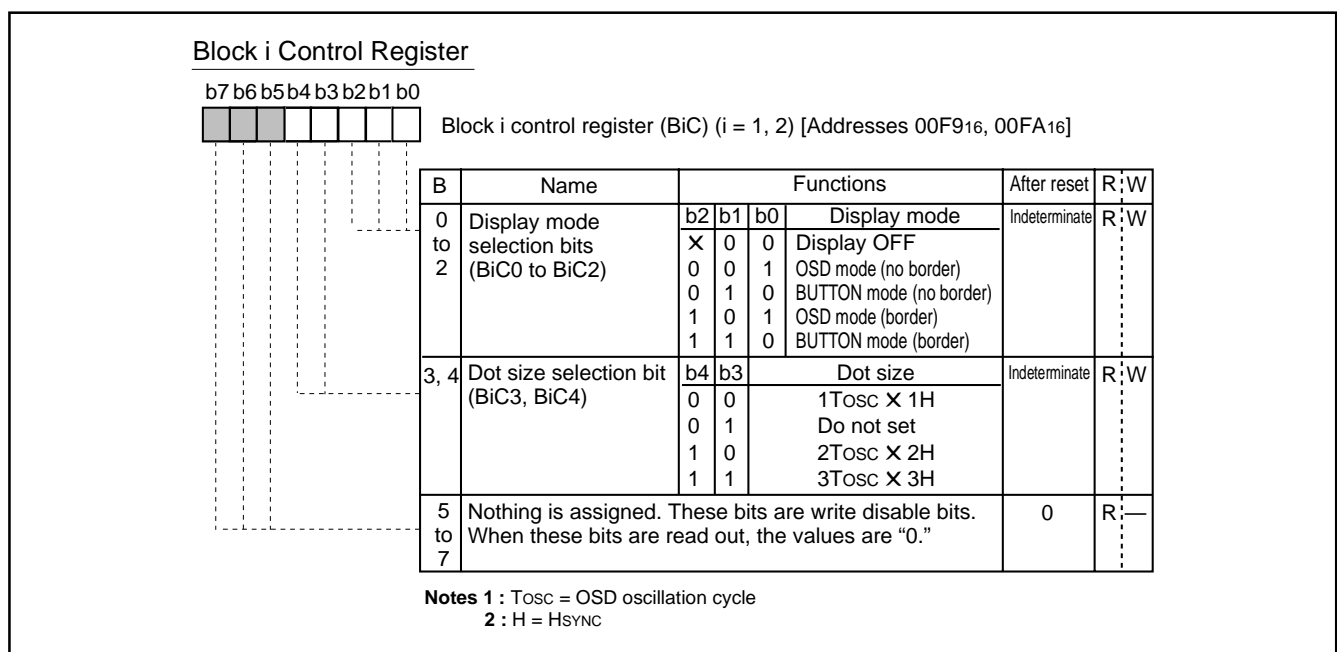 Block i Control Register
b7 b6 b5 b4 b3 b2 b1 b0
Block i control register (BiC) (i = 1, 2) [Addresses 00F916, 00FA16]
B Name Functions After reset R W
0 to 2 Display mode selection bits (BiC0 to BiC2) b2 b1 b0 Display mode Indeterminate R W
X 0 0 Display OFF
0 0 1 OSD mode (no border)
0 1 0 BUTTON mode (no border)
1 0 1 OSD mode (border)
1 1 0 BUTTON mode (border)
3, 4 Dot size selection bit (BiC3, BiC4) b4 b3 Dot size Indeterminate R W
0 0 1TOSC X 1H
0 1 Do not set
1 0 2TOSC X 2H
1 1 3TOSC X 3H
5 to 7 Nothing is assigned. These bits are write disable bits. 0 R —
When these bits are read out, the values are “0.”
Notes 1 : TOSC = OSD oscillation cycle
2 : H = HSYNC